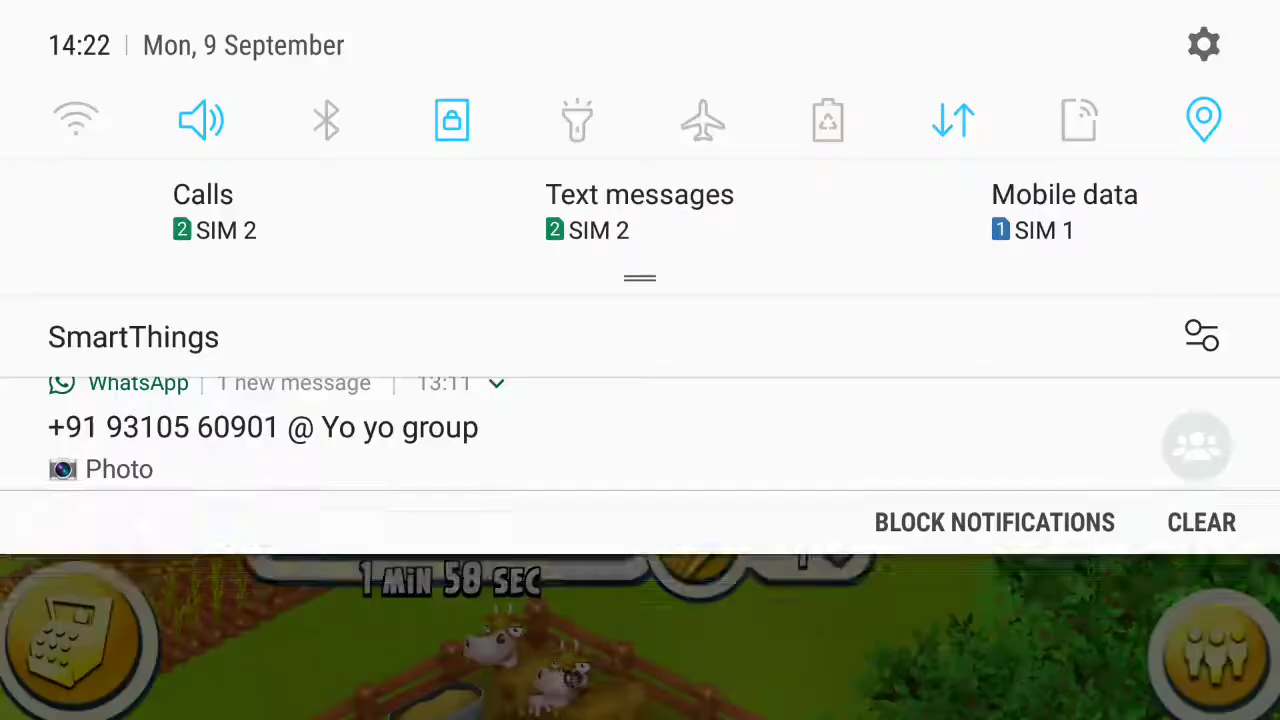 14:22 | Mon, 9 September
Calls
2 SIM 2
Text messages
2 SIM 2
Mobile data
1 SIM 1
SmartThings
WhatsApp | 1 new message | 13:11
+91 93105 60901 @ Yo yo group
Photo
BLOCK NOTIFICATIONS CLEAR
1 MIN 58 SEC